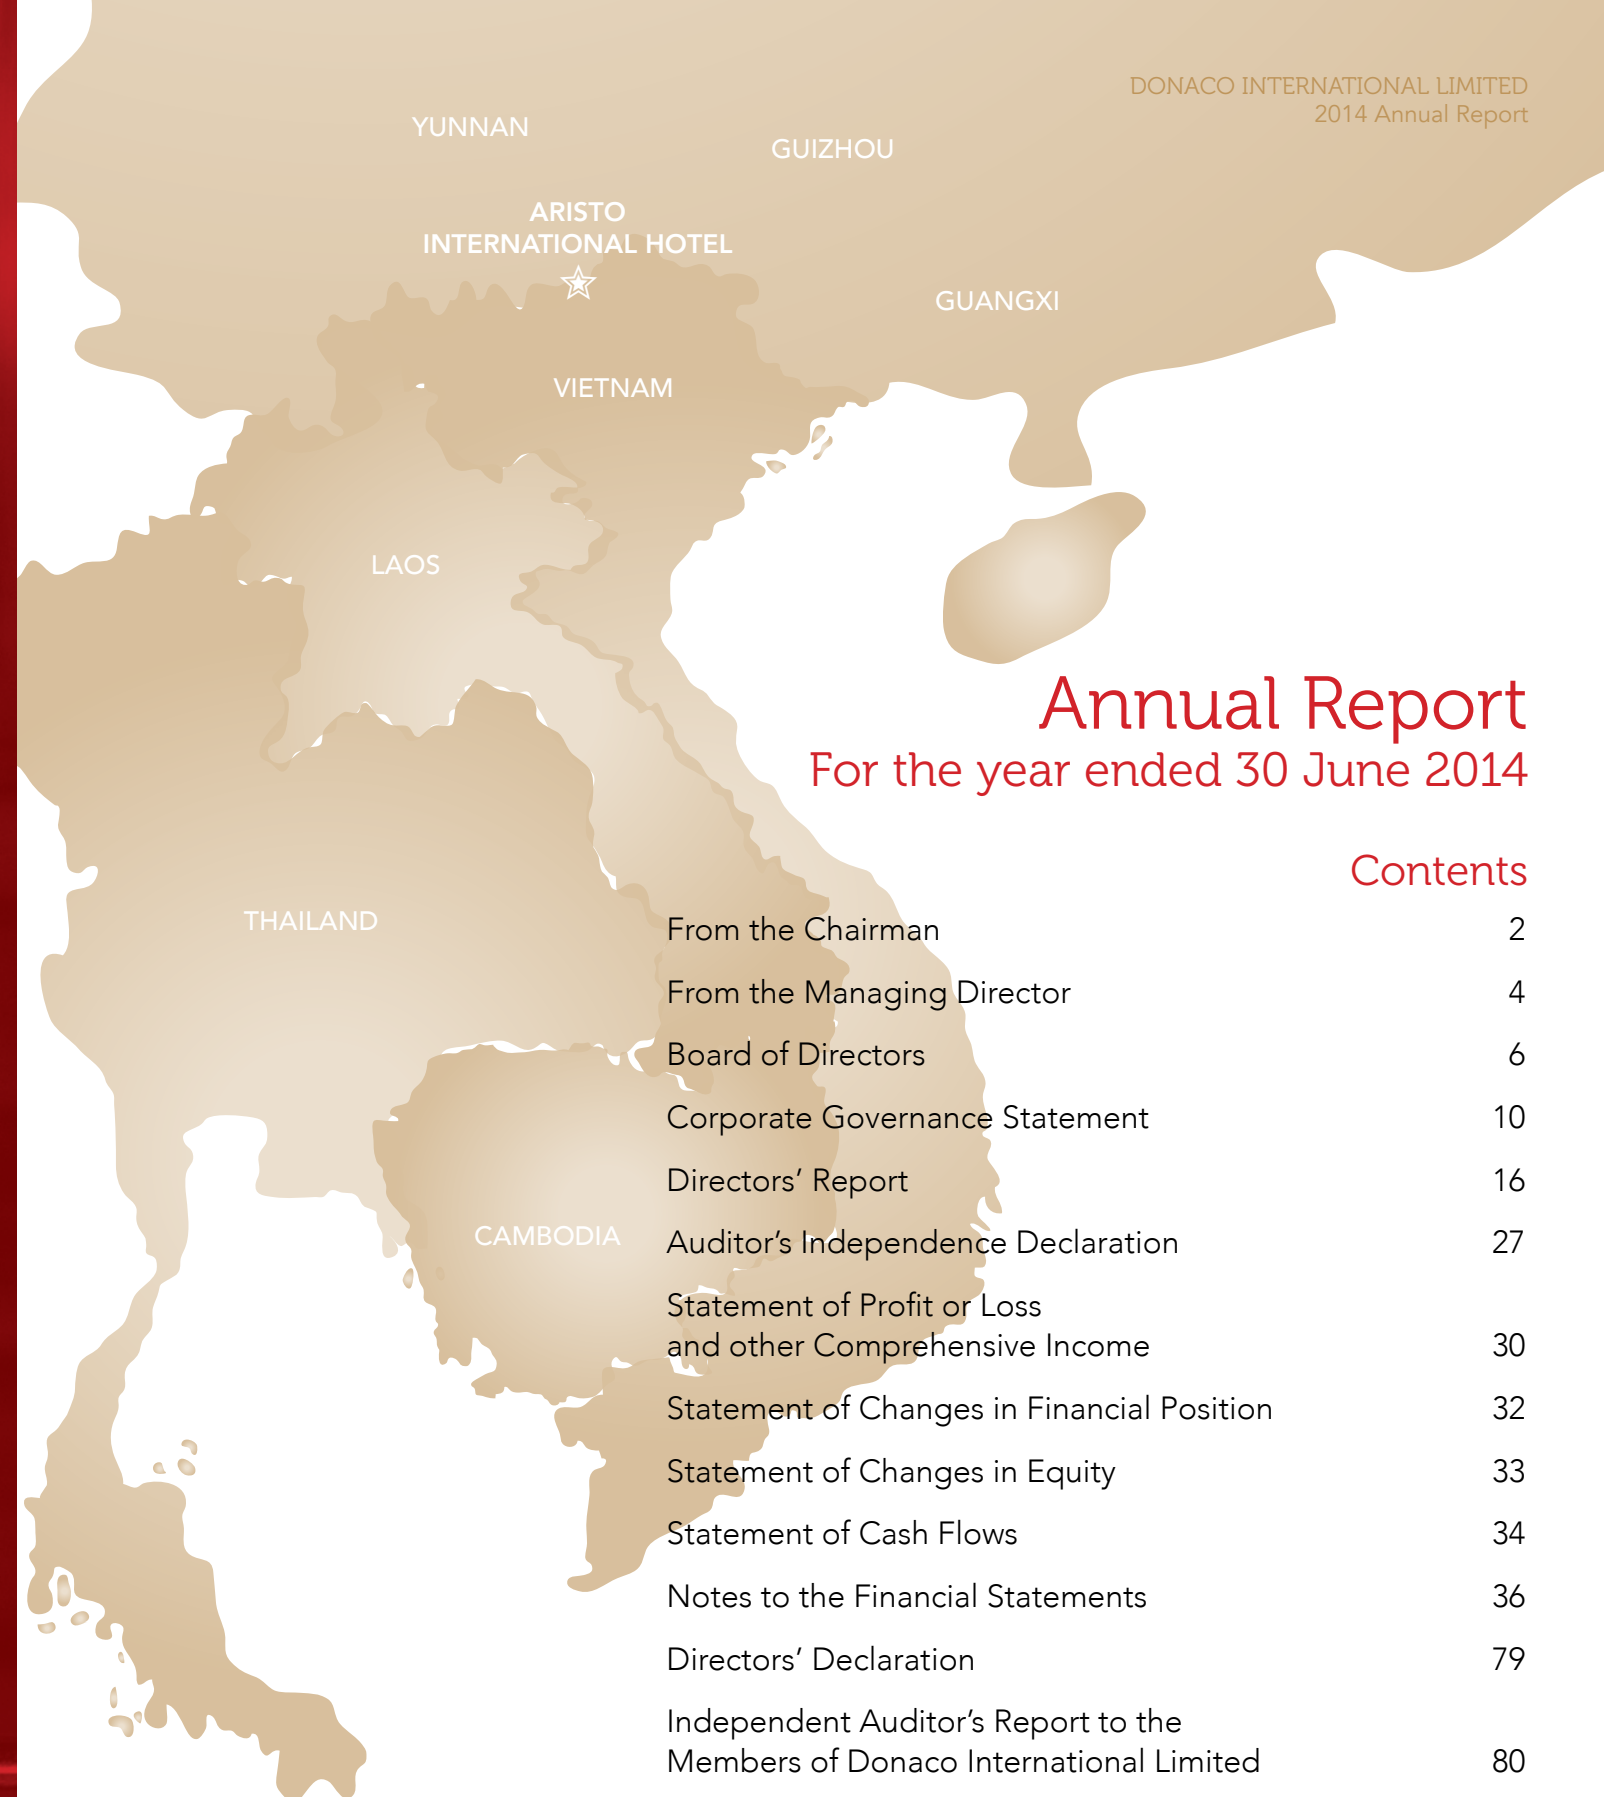 DONACO INTERNATIONAL LIMITED
2014 Annual Report
YUNNAN
GUIZHOU
ARISTO
INTERNATIONAL HOTEL
GUANGXI
VIETNAM
LAOS
THAILAND
CAMBODIA
Annual Report
For the year ended 30 June 2014
Contents
From the Chairman 2
From the Managing Director 4
Board of Directors 6
Corporate Governance Statement 10
Directors’ Report 16
Auditor’s Independence Declaration 27
Statement of Profit or Loss
and other Comprehensive Income 30
Statement of Changes in Financial Position 32
Statement of Changes in Equity 33
Statement of Cash Flows 34
Notes to the Financial Statements 36
Directors’ Declaration 79
Independent Auditor’s Report to the
Members of Donaco International Limited 80